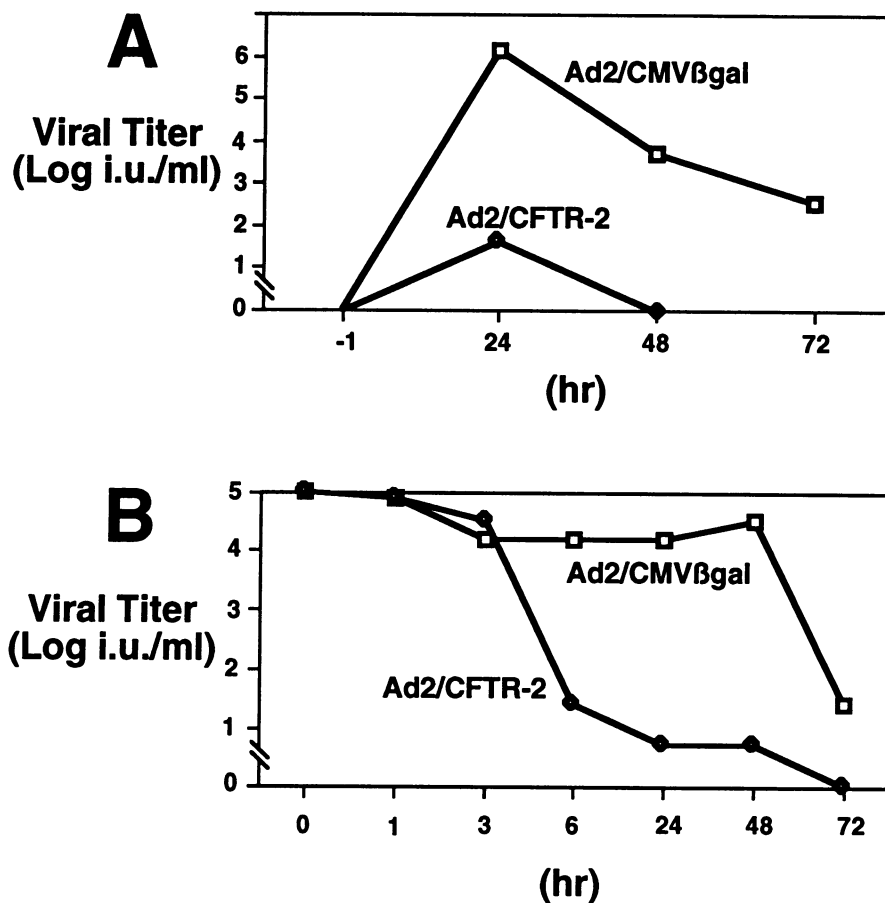 A
Viral Titer
(Log i.u./ml)
6
5
4
3
2
1
0
Ad2/CMVßgal
Ad2/CFTR-2
-1 24 48 72
(hr)
B
Viral Titer
(Log i.u./ml)
5
4
3
2
1
0
Ad2/CMVßgal
Ad2/CFTR-2
0 1 3 6 24 48 72
(hr)